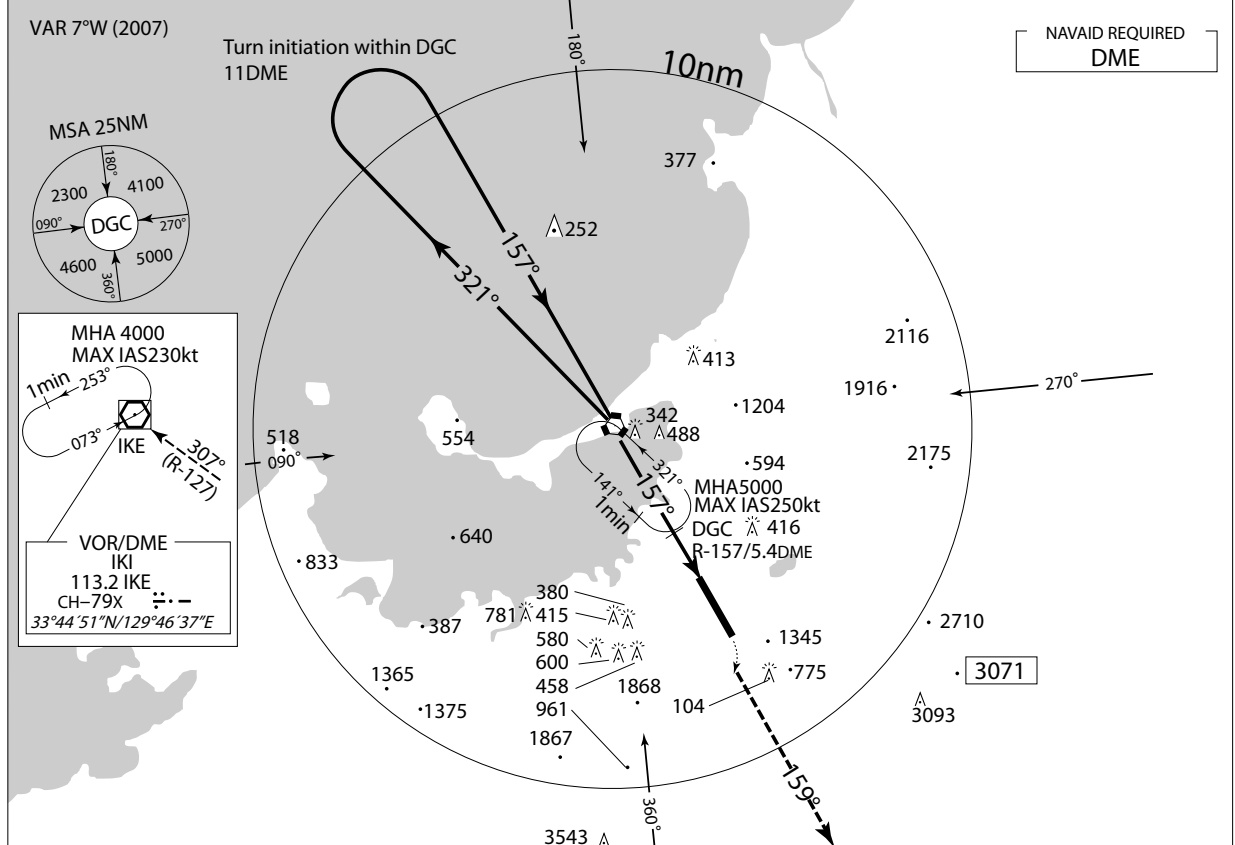 VAR 7°W (2007)
Turn initiation within DGC
11DME
180°
10nm
NAVAID REQUIRED
DME
MSA 25NM
180°
2300
4100
090°
DGC
270°
4600
5000
360°
377
252
157°
321°
MHA 4000
MAX IAS230kt
1min
253°
073°
IKE
307°
(R-127)
VOR/DME
IKI
113.2 IKE
CH–79X
33°44´51˝N/129°46´37˝E
2116
413
1916
270°
1204
342
488
518
554
090°
594
2175
321°
141°
157°
1min
MHA5000
MAX IAS250kt
DGC
416
R-157/5.4DME
640
833
380
781
415
387
580
600
458
1868
961
1867
1345
775
104
2710
3071
3093
1365
1375
159°
360°
3543